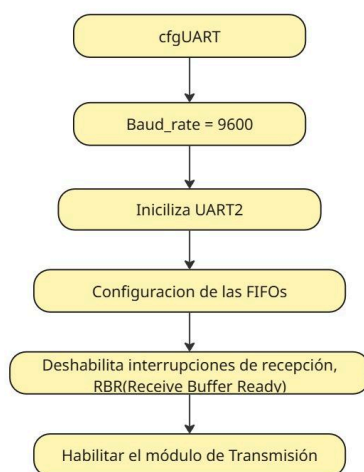 cfgUART
Baud_rate = 9600
Iniciliza UART2
Configuracion de las FIFOs
Deshabilita interrupciones de recepción,
RBR(Receive Buffer Ready)
Habilitar el módulo de Transmisión